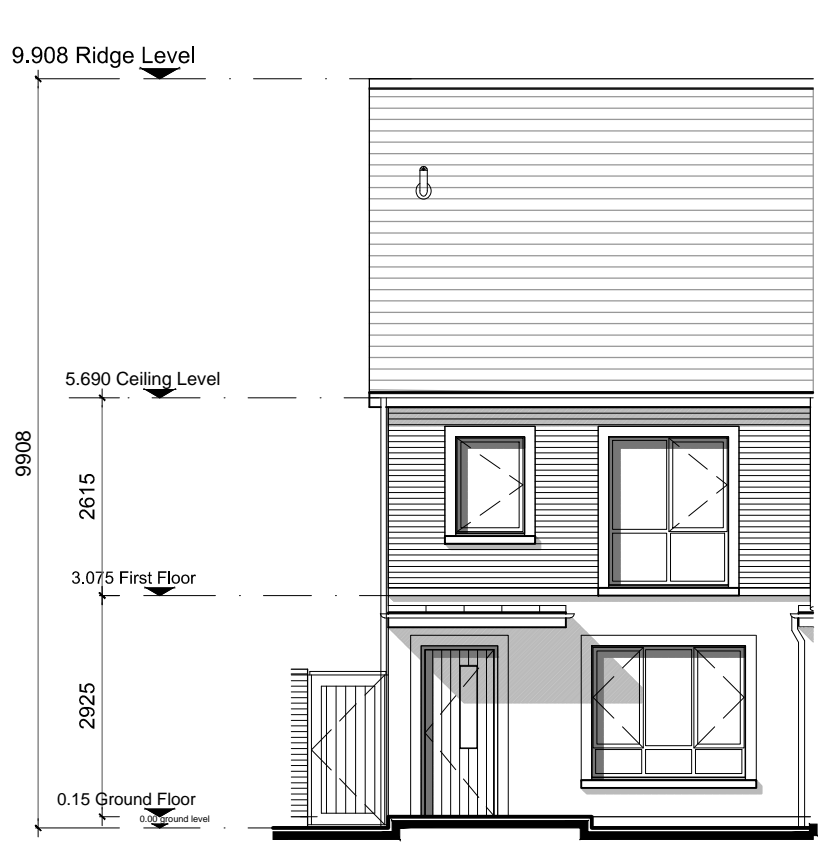 9.908 Ridge Level
5.690 Ceiling Level
9908
2615
3.075 First Floor
2925
0.15 Ground Floor
0.00 ground level